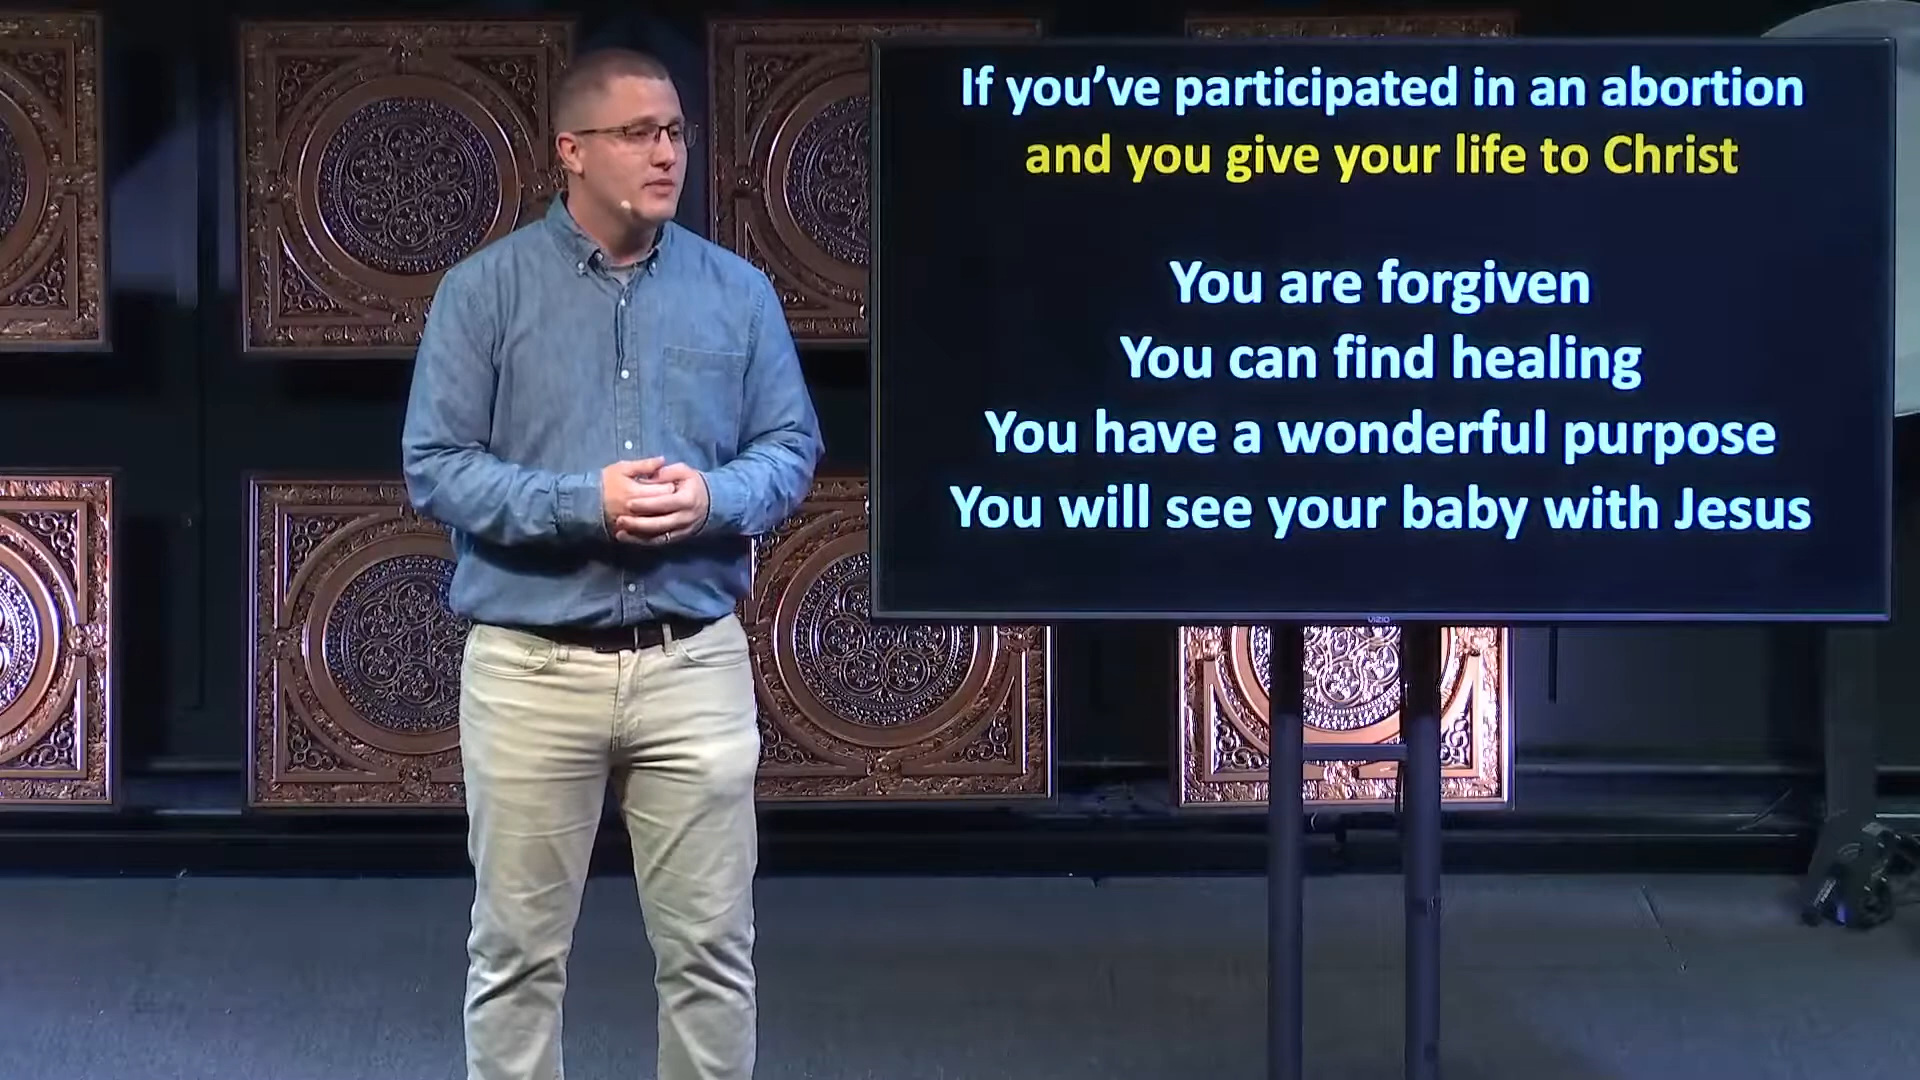 If you’ve participated in an abortion
and you give your life to Christ
You are forgiven
You can find healing
You have a wonderful purpose
You will see your baby with Jesus
VIZIO